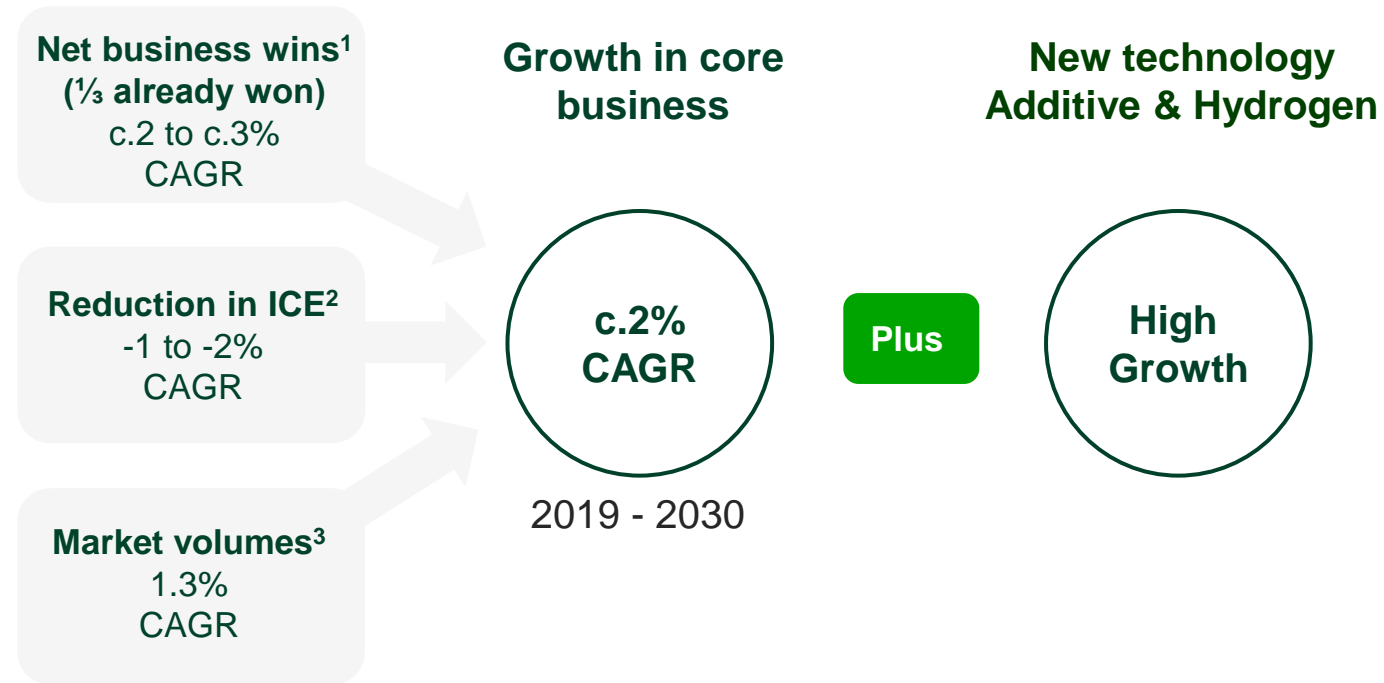 Net business wins¹
(⅓ already won)
c.2 to c.3%
CAGR
Reduction in ICE²
-1 to -2%
CAGR
Market volumes³
1.3%
CAGR
Growth in core
business
c.2%
CAGR
2019 - 2030
Plus
New technology
Additive & Hydrogen
High
Growth